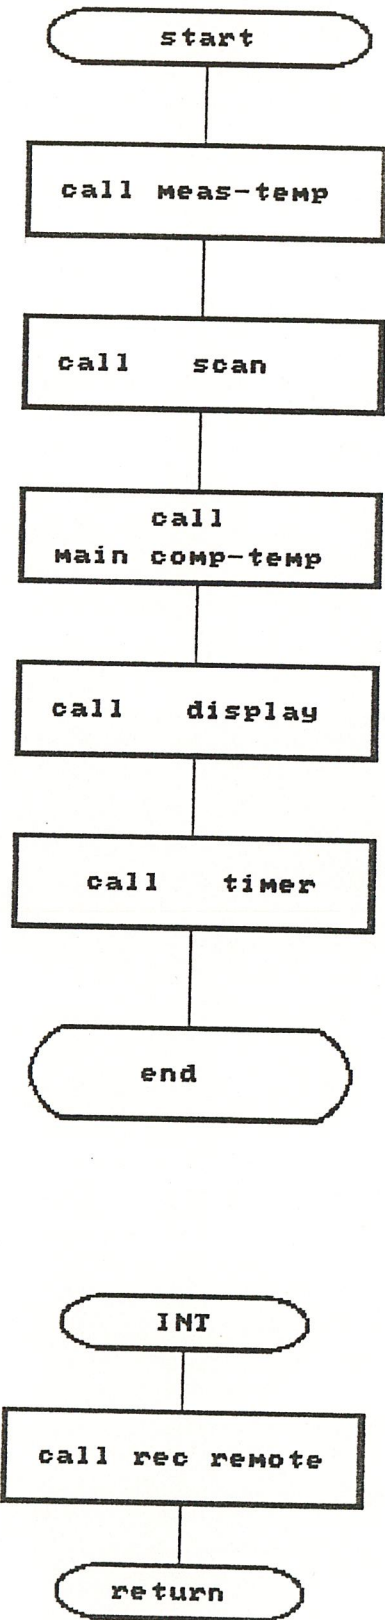 start
call meas-temp
call scan
call
main comp-temp
call display
call timer
end
INT
call rec remote
return